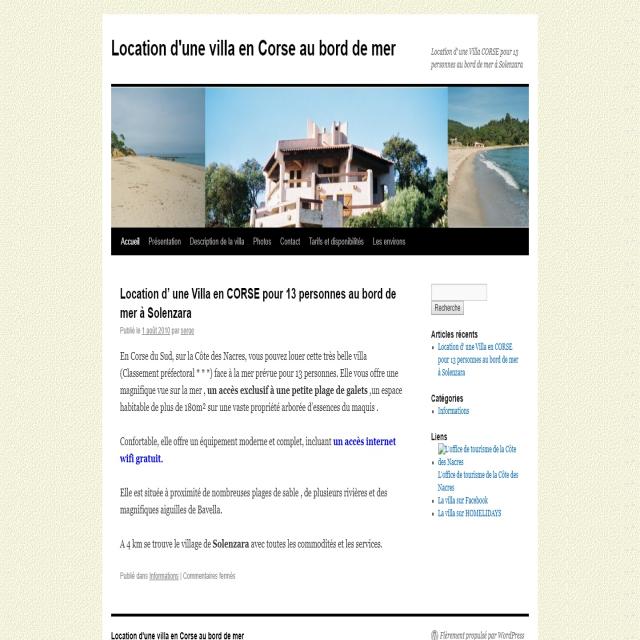 Location d'une villa en Corse au bord de mer
Location d' une Villa CORSE pour 13
personnes au bord de mer à Solenzara
Accueil Présentation Description de la villa Photos Contact Tarifs et disponibilités Les environs
Location d' une Villa en CORSE pour 13 personnes au bord de
mer à Solenzara
Publié le 1 août 2010 par serge
En Corse du Sud, sur la Côte des Nacres, vous pouvez louer cette très belle villa
(Classement préfectoral * * *) face à la mer prévue pour 13 personnes. Elle vous offre une
magnifique vue sur la mer , un accès exclusif à une petite plage de galets ,un espace
habitable de plus de 180m² sur une vaste propriété arborée d'essences du maquis .
Confortable, elle offre un équipement moderne et complet, incluant un accès internet
wifi gratuit.
Elle est située à proximité de nombreuses plages de sable , de plusieurs rivières et des
magnifiques aiguilles de Bavella.
A 4 km se trouve le village de Solenzara avec toutes les commodités et les services.
Publié dans Informations | Commentaires fermés
Recherche
Articles récents
Location d' une Villa en CORSE
pour 13 personnes au bord de mer
à Solenzara
Catégories
Informations
Liens
L'office de tourisme de la Côte
des Nacres
L'office de tourisme de la Côte des
Nacres
La villa sur Facebook
La villa sur HOMELIDAYS
Location d'une villa en Corse au bord de mer
Fièrement propulsé par WordPress